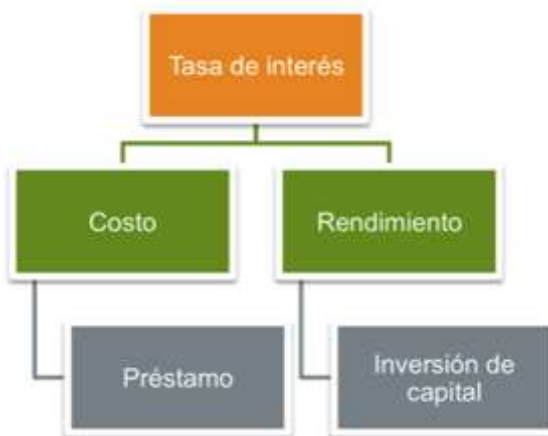 Tasa de interés
Costo
Rendimiento
Préstamo
Inversión de
capital